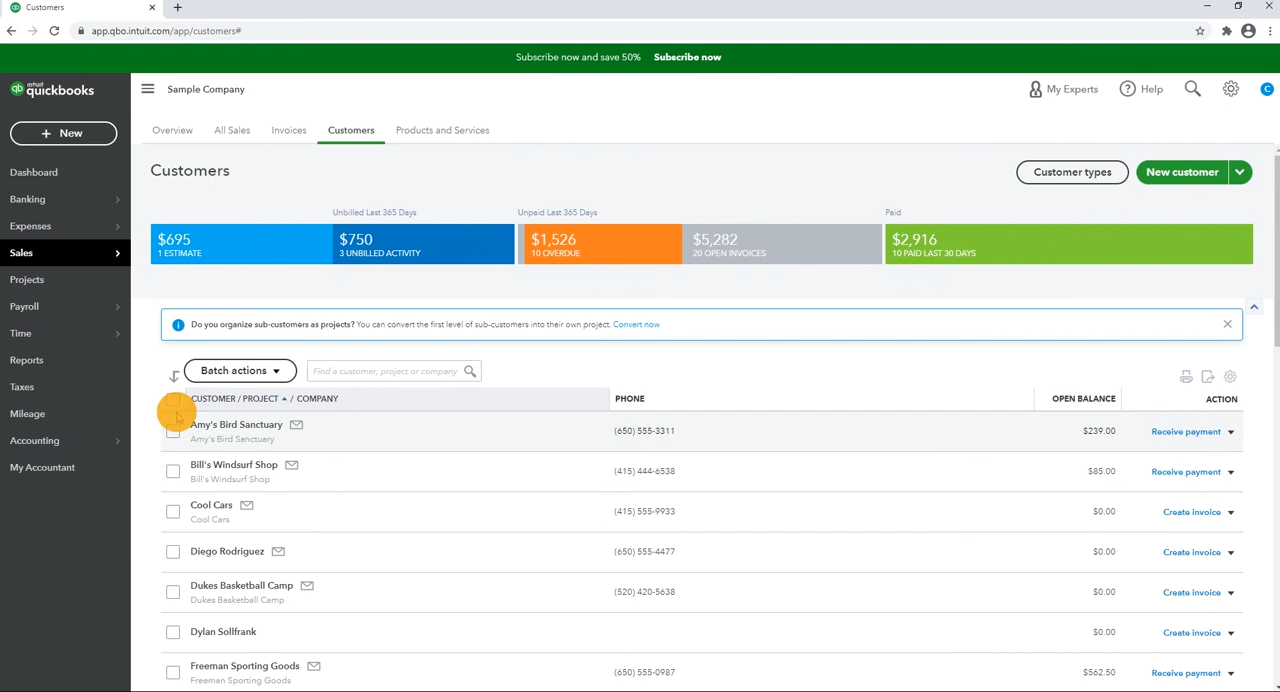 Customers
app.qbo.intuit.com/app/customers#
Subscribe now and save 50% Subscribe now
intuit quickbooks
Sample Company
My Experts
Help
C
+ New
Overview
All Sales
Invoices
Customers
Products and Services
Dashboard
Banking
Expenses
Sales
Projects
Payroll
Time
Reports
Taxes
Mileage
Accounting
My Accountant
Customers
Customer types
New customer
Unbilled Last 365 Days
Unpaid Last 365 Days
Paid
$695
1 ESTIMATE
$750
3 UNBILLED ACTIVITY
$1,526
10 OVERDUE
$5,282
20 OPEN INVOICES
$2,916
10 PAID LAST 30 DAYS
Do you organize sub-customers as projects? You can convert the first level of sub-customers into their own project. Convert now
Batch actions
Find a customer, project or company
CUSTOMER / PROJECT / COMPANY PHONE OPEN BALANCE ACTION
Amy's Bird Sanctuary (650) 555-3311 $239.00 Receive payment
Amy's Bird Sanctuary
Bill's Windsurf Shop (415) 444-6538 $85.00 Receive payment
Bill's Windsurf Shop
Cool Cars (415) 555-9933 $0.00 Create invoice
Cool Cars
Diego Rodriguez (650) 555-4477 $0.00 Create invoice
Dukes Basketball Camp (520) 420-5638 $0.00 Create invoice
Dukes Basketball Camp
Dylan Sollfrank $0.00 Create invoice
Freeman Sporting Goods (650) 555-0987 $562.50 Receive payment
Freeman Sporting Goods